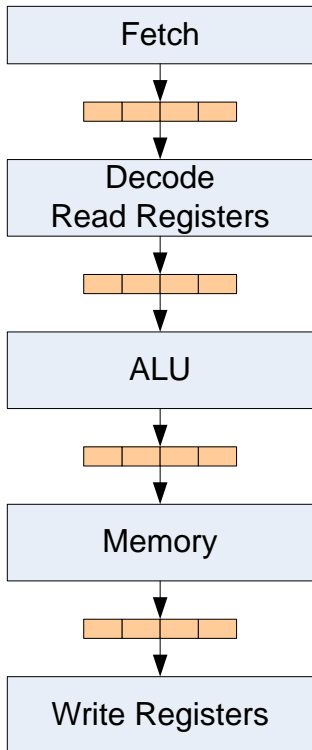 Fetch
Decode
Read Registers
ALU
Memory
Write Registers